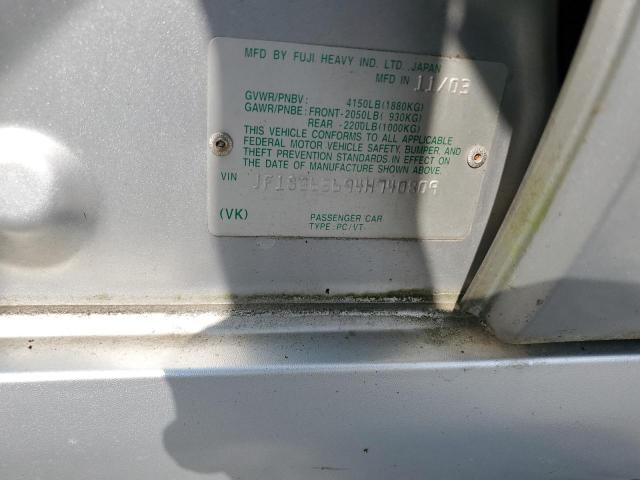 MFD BY FUJI HEAVY IND. LTD., JAPAN
MFD IN 11/03
GVWR/PNBV : 4150LB(1880KG)
GAWR/PNBE: FRONT-2050LB( 930KG)
REAR -2200LB(1000KG)
THIS VEHICLE CONFORMS TO ALL APPLICABLE
FEDERAL MOTOR VEHICLE SAFETY, BUMPER, AND
THEFT PREVENTION STANDARDS IN EFFECT ON
THE DATE OF MANUFACTURE SHOWN ABOVE.
VIN
(VK) PASSENGER CAR
TYPE: PC/VT